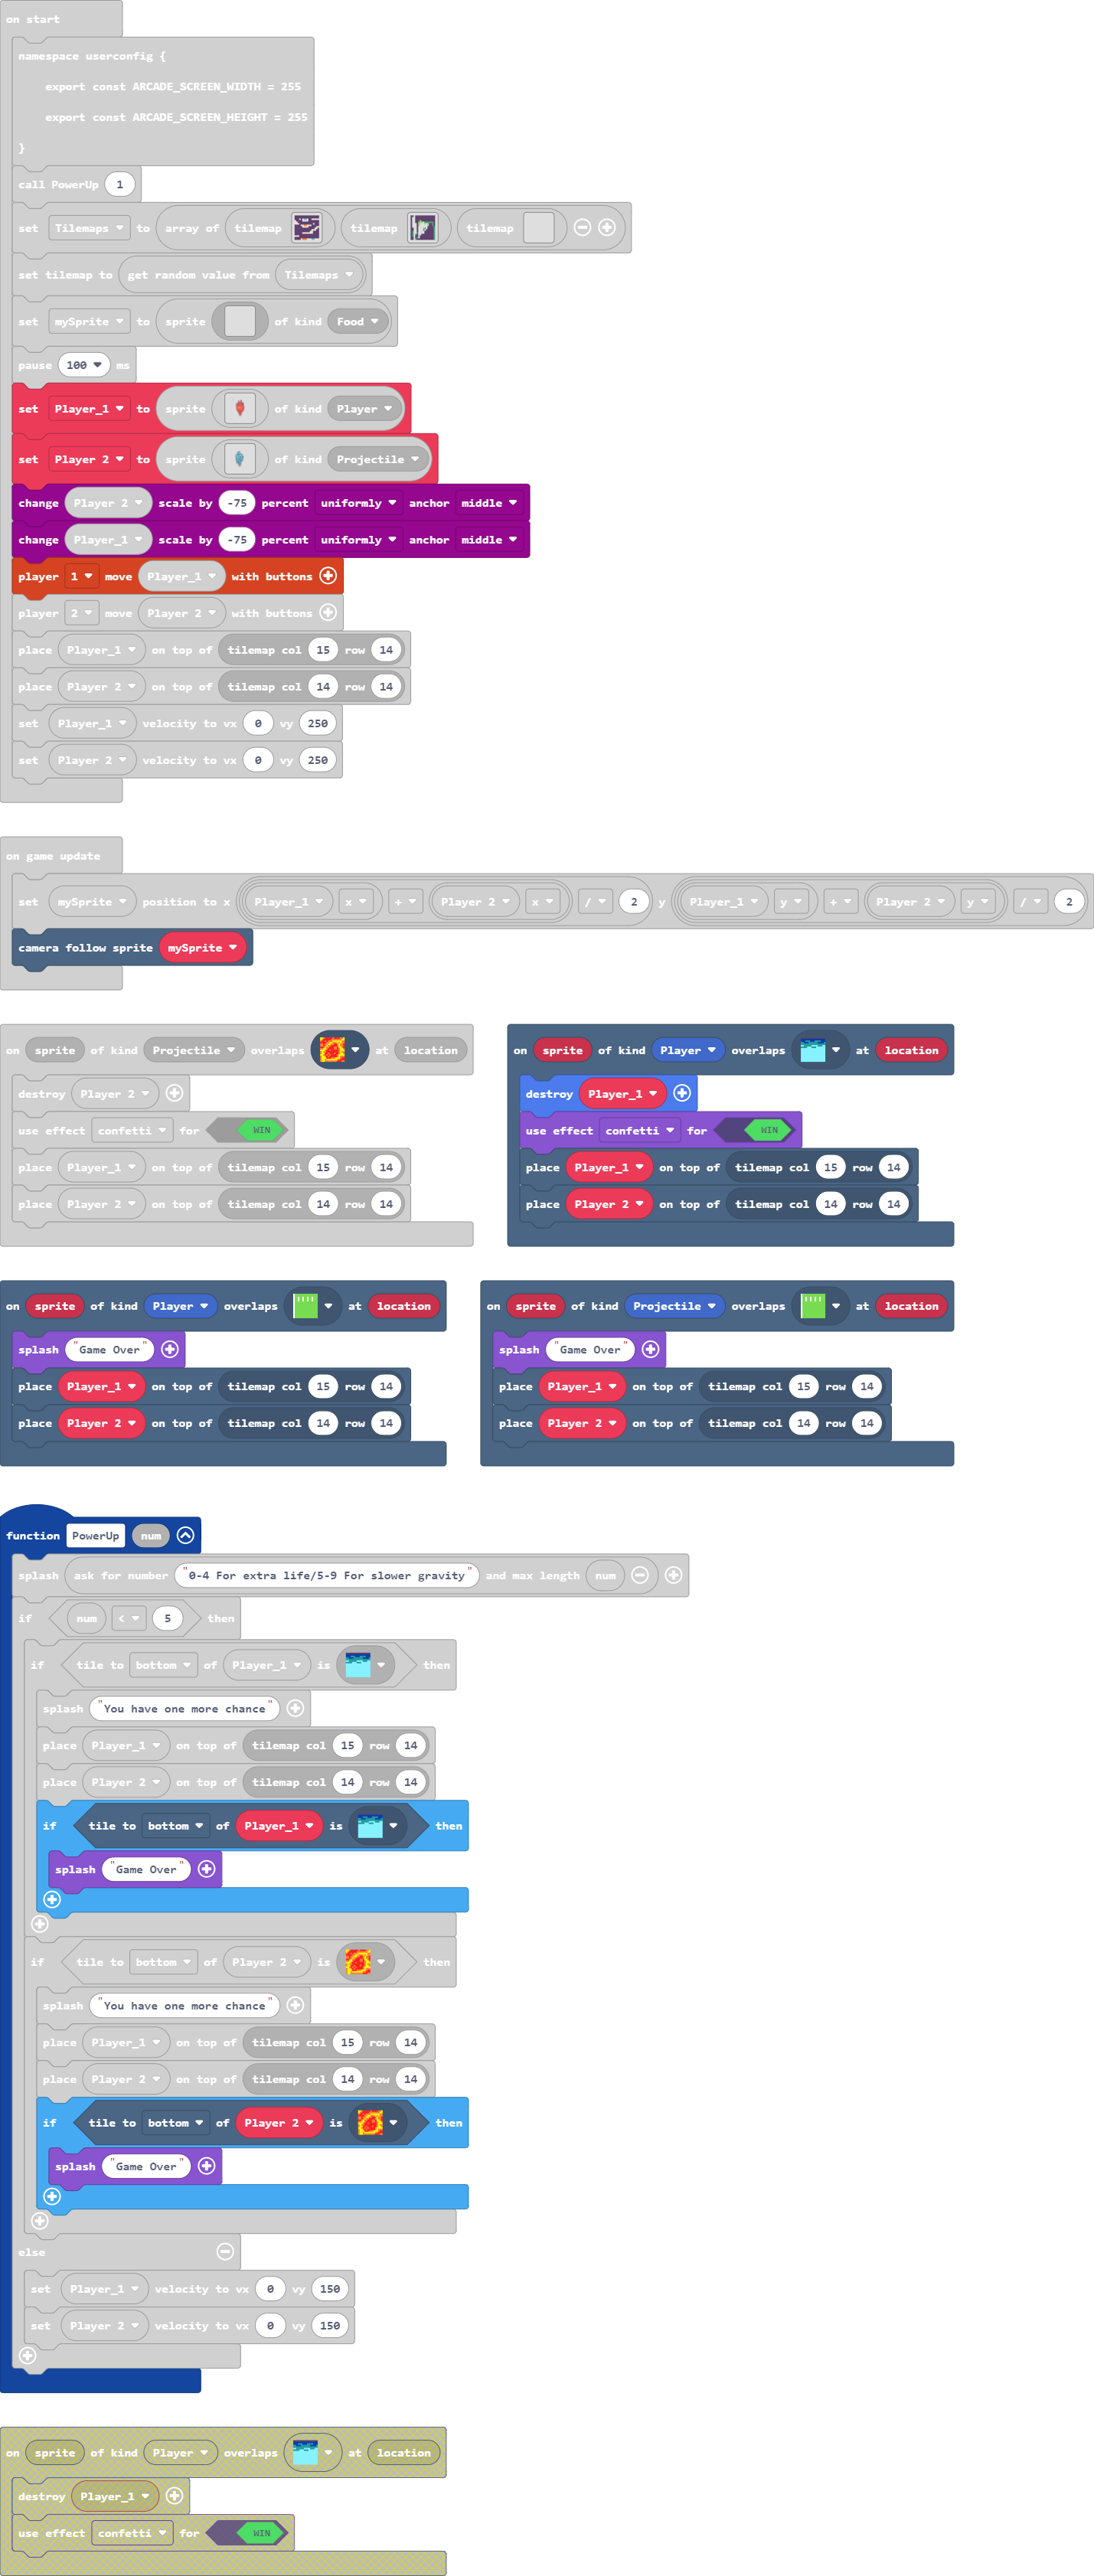 on start
namespace userconfig {
export const ARCADE_SCREEN_WIDTH = 255
export const ARCADE_SCREEN_HEIGHT = 255
}
call PowerUp 1
set Tilemaps to array of tilemap tilemap tilemap
set tilemap to get random value from Tilemaps
set mySprite to sprite of kind Food
pause 100 ms
set Player_1 to sprite of kind Player
set Player 2 to sprite of kind Projectile
change Player 2 scale by -75 percent uniformly anchor middle
change Player_1 scale by -75 percent uniformly anchor middle
player 1 move Player_1 with buttons
player 2 move Player 2 with buttons
place Player_1 on top of tilemap col 15 row 14
place Player 2 on top of tilemap col 14 row 14
set Player_1 velocity to vx 0 vy 250
set Player 2 velocity to vx 0 vy 250
on game update
set mySprite position to x Player_1 x + Player 2 x / 2 y Player_1 y + Player 2 y / 2
camera follow sprite mySprite
on sprite of kind Projectile overlaps at location
destroy Player 2
use effect confetti for WIN
place Player_1 on top of tilemap col 15 row 14
place Player 2 on top of tilemap col 14 row 14
on sprite of kind Player overlaps at location
destroy Player_1
use effect confetti for WIN
place Player_1 on top of tilemap col 15 row 14
place Player 2 on top of tilemap col 14 row 14
on sprite of kind Player overlaps at location
splash "Game Over"
place Player_1 on top of tilemap col 15 row 14
place Player 2 on top of tilemap col 14 row 14
on sprite of kind Projectile overlaps at location
splash "Game Over"
place Player_1 on top of tilemap col 15 row 14
place Player 2 on top of tilemap col 14 row 14
function PowerUp num
splash ask for number "0-4 For extra life/5-9 For slower gravity" and max length num
if num < 5 then
if tile to bottom of Player_1 is then
splash "You have one more chance"
place Player_1 on top of tilemap col 15 row 14
place Player 2 on top of tilemap col 14 row 14
if tile to bottom of Player_1 is then
splash "Game Over"
if tile to bottom of Player 2 is then
splash "You have one more chance"
place Player_1 on top of tilemap col 15 row 14
place Player 2 on top of tilemap col 14 row 14
if tile to bottom of Player 2 is then
splash "Game Over"
else
set Player_1 velocity to vx 0 vy 150
set Player 2 velocity to vx 0 vy 150
on sprite of kind Player overlaps at location
destroy Player_1
use effect confetti for WIN